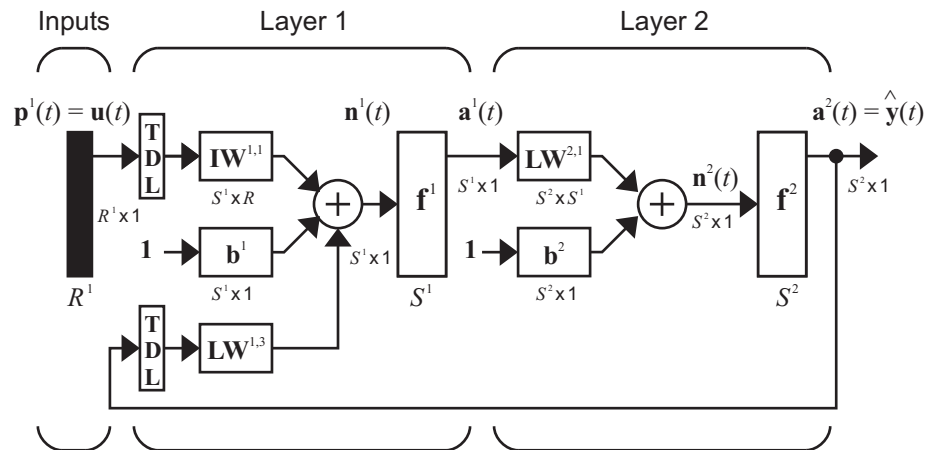 Inputs Layer 1 Layer 2
p¹(t) = u(t) n¹(t) a¹(t) a²(t) = ŷ(t)
TDL IW¹,¹ f¹ LW²,¹ n²(t) f²
R¹ x 1 S¹ x R S¹ x 1 S² x S¹ S² x 1 S² x 1
1 b¹ S¹ x 1 1 b²
R¹ S¹ x 1 S¹ S² x 1 S²
TDL LW¹,³